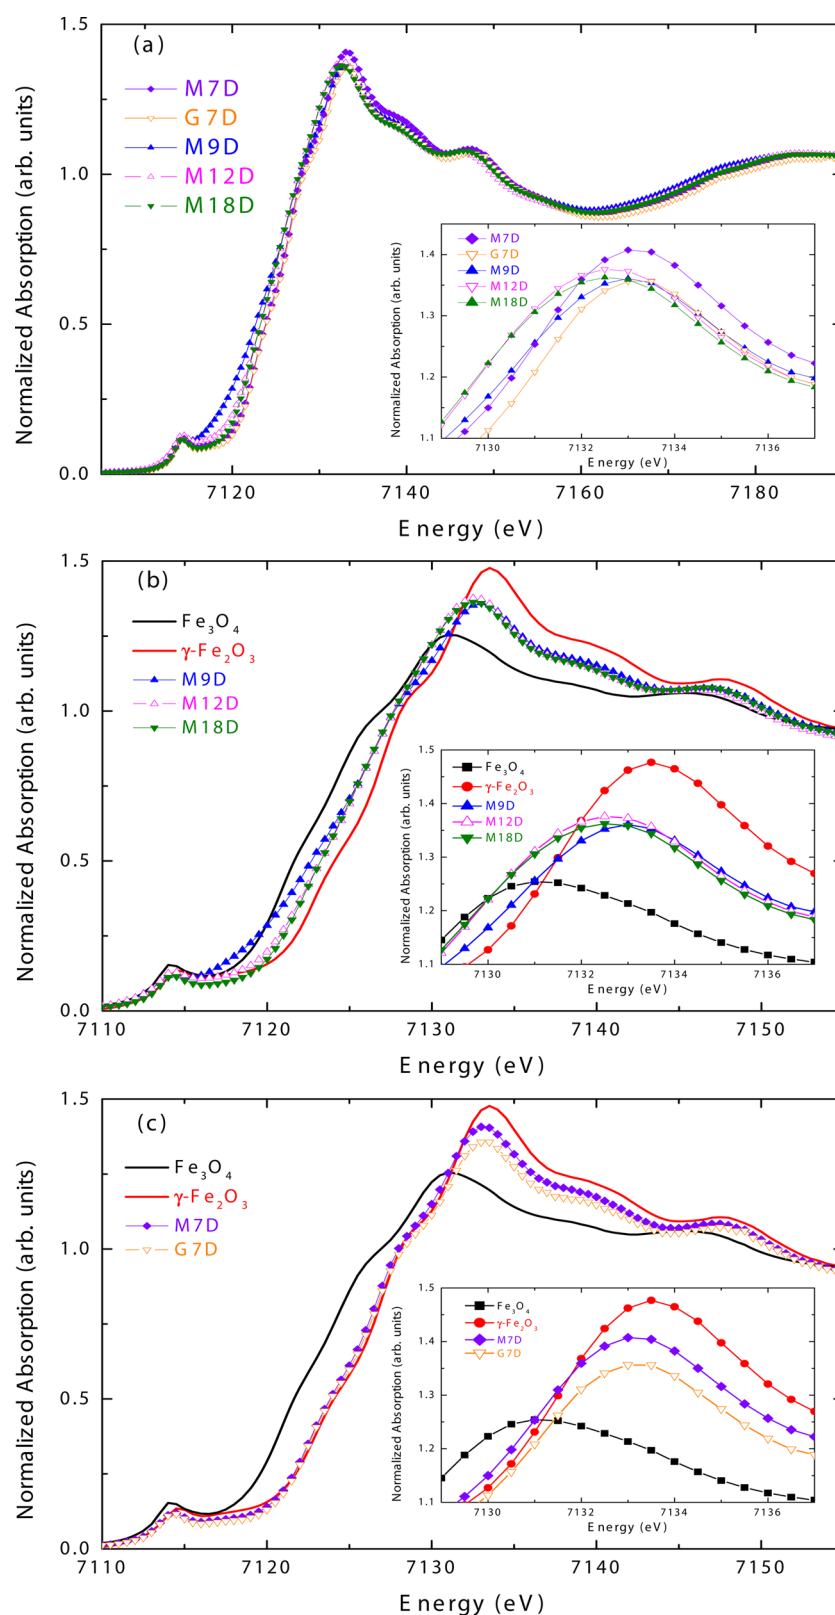 (a)
1.5
1.0
0.5
0.0
Normalized Absorption (arb. units)
M7D
G7D
M9D
M12D
M18D
1.4
1.3
1.2
1.1
Normalized Absorption (arb. units)
M7D
G7D
M9D
M12D
M18D
7130 7132 7134 7136
Energy (eV)
7120 7140 7160 7180
Energy (eV)
(b)
1.5
1.0
0.5
0.0
Normalized Absorption (arb. units)
Fe₃O₄
γ-Fe₂O₃
M9D
M12D
M18D
1.5
1.4
1.3
1.2
1.1
Normalized Absorption (arb. units)
Fe₃O₄
γ-Fe₂O₃
M9D
M12D
M18D
7130 7132 7134 7136
Energy (eV)
7110 7120 7130 7140 7150
Energy (eV)
(c)
1.5
1.0
0.5
0.0
Normalized Absorption (arb. units)
Fe₃O₄
γ-Fe₂O₃
M7D
G7D
1.5
1.4
1.3
1.2
1.1
Normalized Absorption (arb. units)
Fe₃O₄
γ-Fe₂O₃
M7D
G7D
7130 7132 7134 7136
Energy (eV)
7110 7120 7130 7140 7150
Energy (eV)